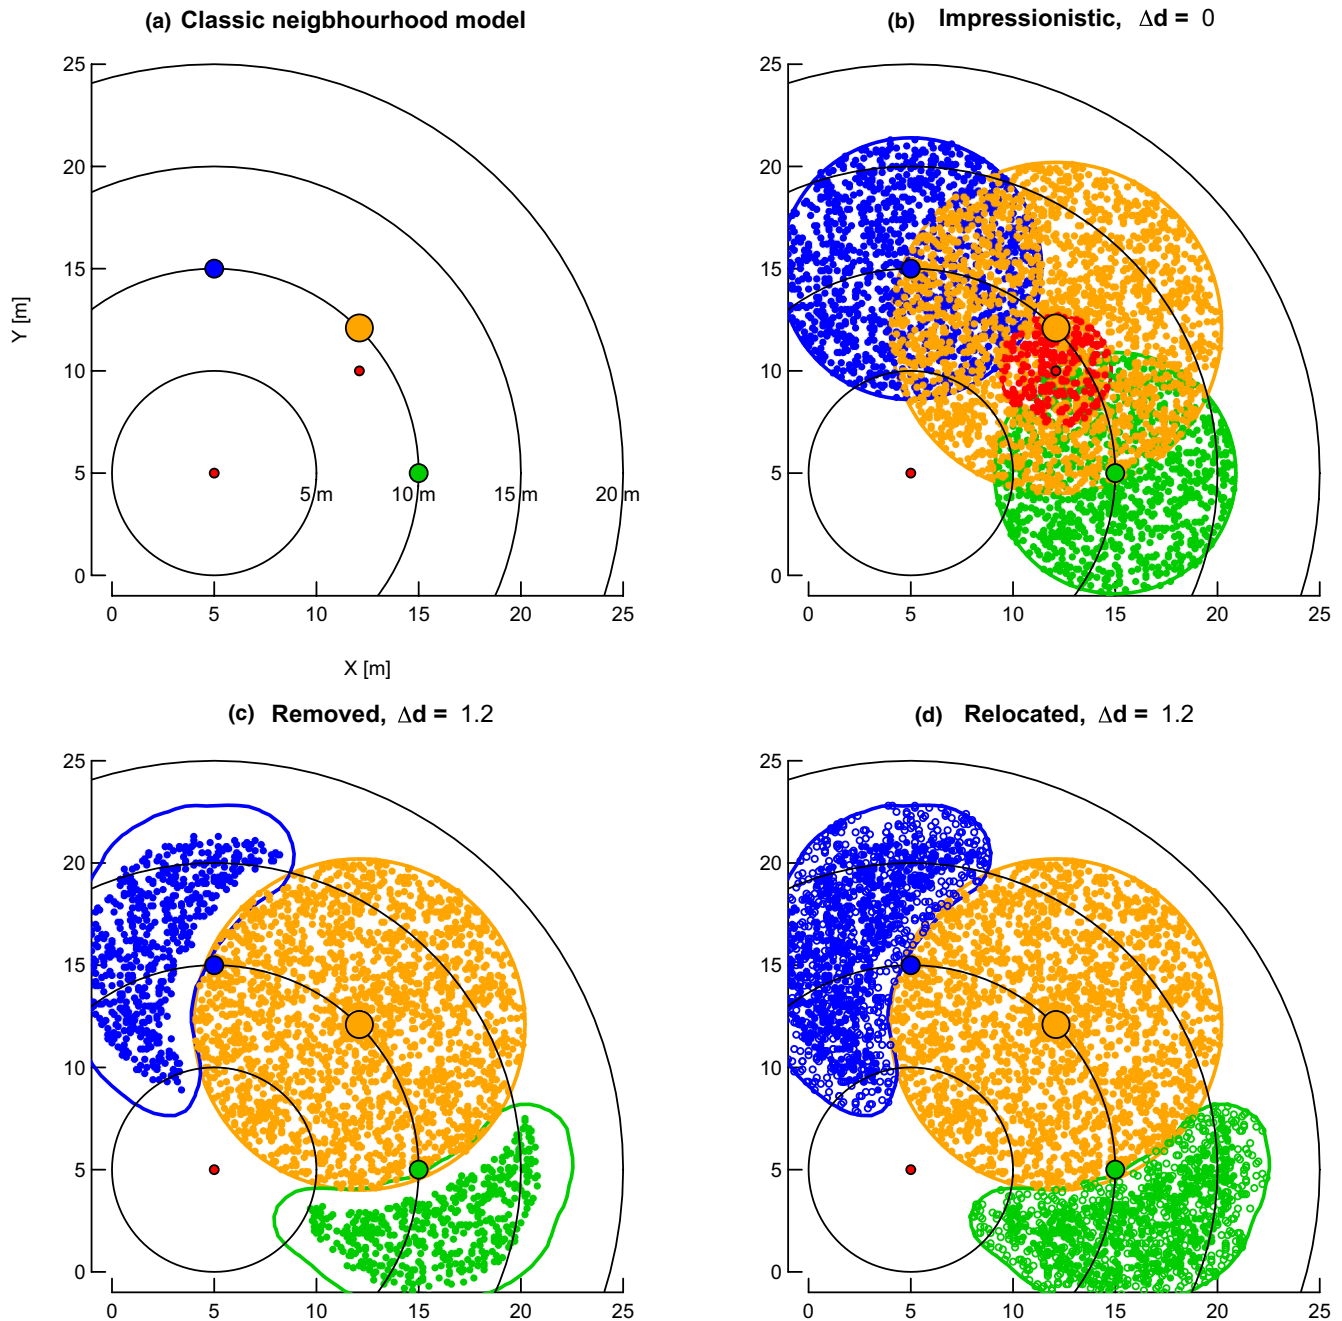 (a) Classic neigbhourhood model
(b) Impressionistic, Δd = 0
25
20
15
10
5
0
Y [m]
5 m
10 m
15 m
20 m
0 5 10 15 20 25
X [m]
25
20
15
10
5
0
0 5 10 15 20 25
(c) Removed, Δd = 1.2
(d) Relocated, Δd = 1.2
25
20
15
10
5
0
0 5 10 15 20 25
25
20
15
10
5
0
0 5 10 15 20 25